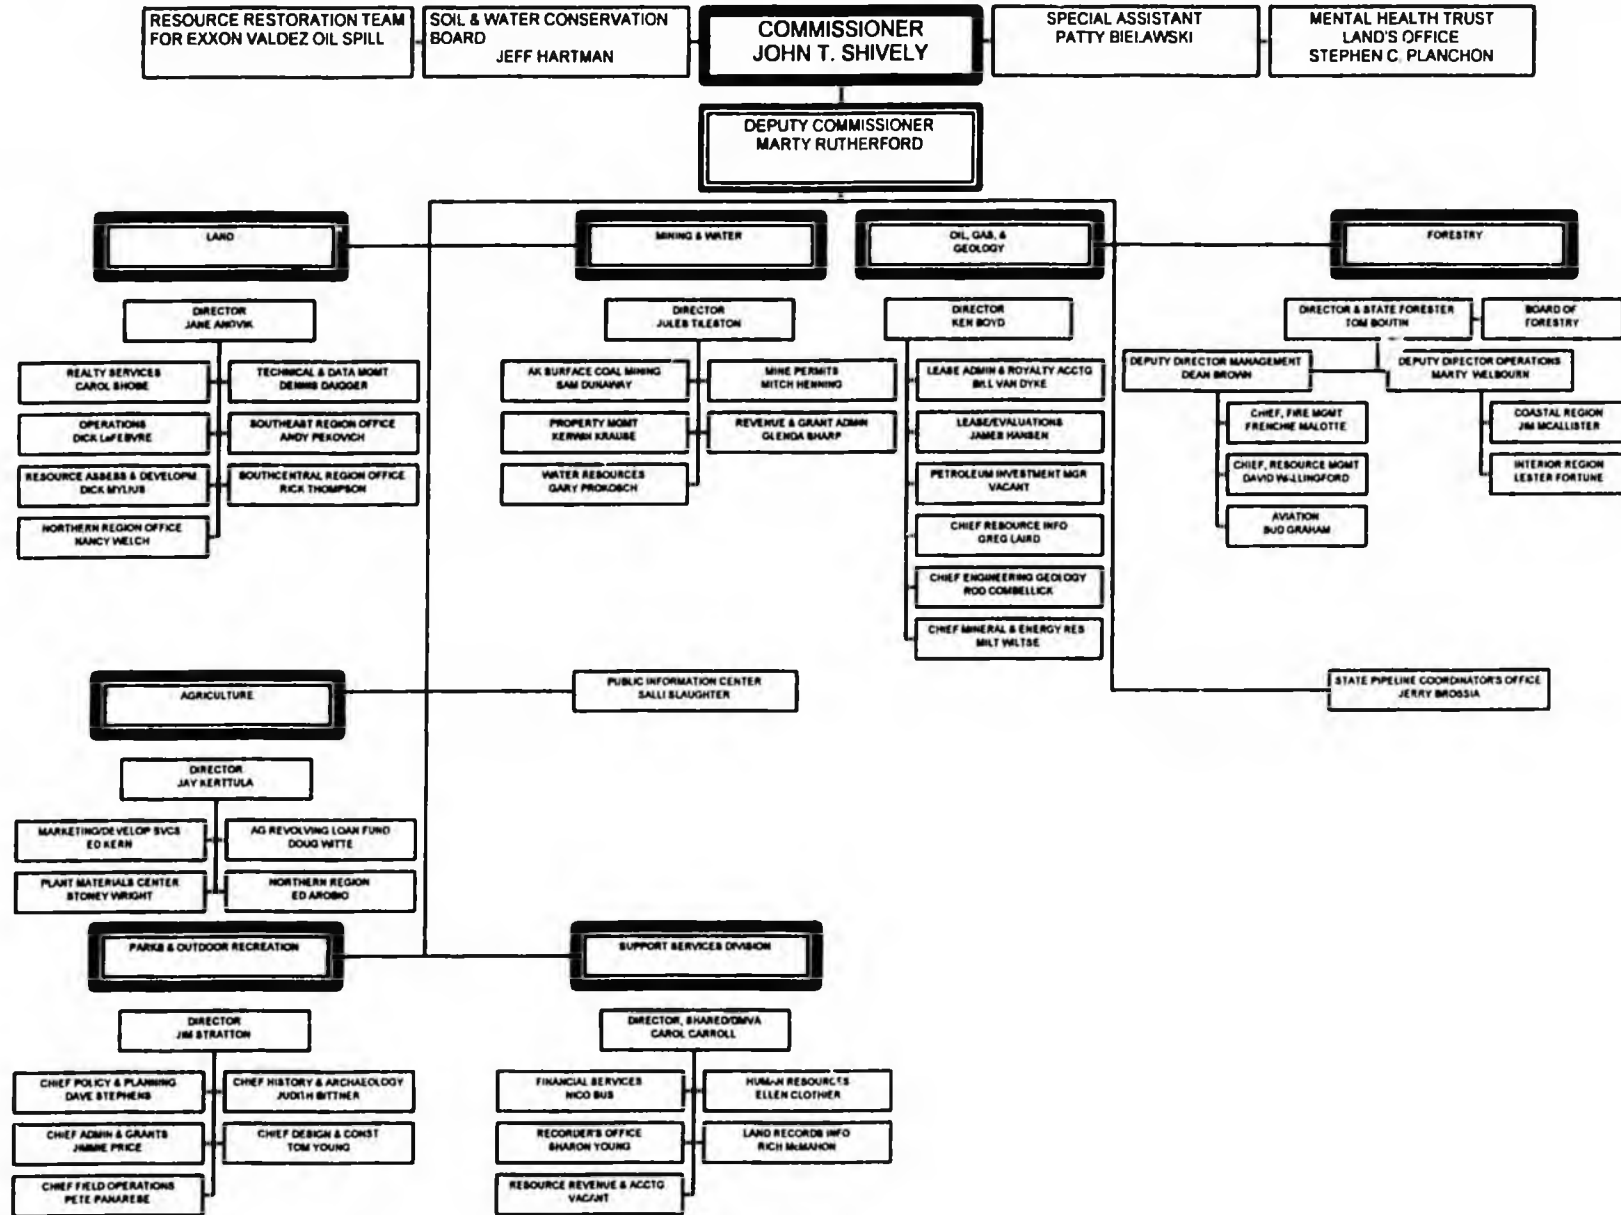 RESOURCE RESTORATION TEAM
FOR EXXON VALDEZ OIL SPILL
SOIL & WATER CONSERVATION
BOARD
JEFF HARTMAN
COMMISSIONER
JOHN T. SHIVELY
SPECIAL ASSISTANT
PATTY BIELAWSKI
MENTAL HEALTH TRUST
LAND'S OFFICE
STEPHEN C. PLANCHON
DEPUTY COMMISSIONER
MARTY RUTHERFORD
LAND
MINING & WATER
OIL, GAS, &
GEOLOGY
FORESTRY
DIRECTOR
JANE ANGVIK
REALTY SERVICES
CAROL SHOBE
TECHNICAL & DATA MGMT
DENNIS DAIGGER
OPERATIONS
DICK LeFEBVRE
SOUTHEAST REGION OFFICE
ANDY PEKOVICH
RESOURCE ASSESS & DEVELOPM.
DICK MYLIUS
SOUTHCENTRAL REGION OFFICE
RICK THOMPSON
NORTHERN REGION OFFICE
NANCY WELCH
DIRECTOR
JULES TILESTON
AK SURFACE COAL MINING
SAM DUNAWAY
MINE PERMITS
MITCH HENNING
PROPERTY MGMT
KERWIN KRAUSE
REVENUE & GRANT ADMIN
GLENDA SHARP
WATER RESOURCES
GARY PROKOSCH
DIRECTOR
KEN BOYD
LEASE ADMIN & ROYALTY ACCTG
BILL VAN DYKE
LEASE/EVALUATIONS
JAMES HANSEN
PETROLEUM INVESTMENT MGR
VACANT
CHIEF RESOURCE INFO
GREG LAIRD
CHIEF ENGINEERING GEOLOGY
ROD COMBELLICK
CHIEF MINERAL & ENERGY RES
MILT WILTSE
DIRECTOR & STATE FORESTER
TOM BOUTIN
BOARD OF
FORESTRY
DEPUTY DIRECTOR MANAGEMENT
DEAN BROWN
DEPUTY DIRECTOR OPERATIONS
MARTY WELBOURN
CHIEF, FIRE MGMT
FRENCHIE MALOTTE
COASTAL REGION
JIM MCALLISTER
CHIEF, RESOURCE MGMT
DAVID WALLINGFORD
INTERIOR REGION
LESTER FORTUNE
AVIATION
BUD GRAHAM
AGRICULTURE
PUBLIC INFORMATION CENTER
SALLI SLAUGHTER
STATE PIPELINE COORDINATOR'S OFFICE
JERRY BROSSIA
DIRECTOR
JAY KERTTULA
MARKETING/DEVELOP SVCS
ED KERN
AG REVOLVING LOAN FUND
DOUG WITTE
PLANT MATERIALS CENTER
STONEY WRIGHT
NORTHERN REGION
ED AROBIO
PARKS & OUTDOOR RECREATION
SUPPORT SERVICES DIVISION
DIRECTOR
JIM STRATTON
CHIEF POLICY & PLANNING
DAVE STEPHENS
CHIEF HISTORY & ARCHAEOLOGY
JUDITH BITTNER
CHIEF ADMIN & GRANTS
JIMMIE PRICE
CHIEF DESIGN & CONST
TOM YOUNG
CHIEF FIELD OPERATIONS
PETE PANARESE
DIRECTOR, SHARED/DMVA
CAROL CARROLL
FINANCIAL SERVICES
NICO BUS
HUMAN RESOURCES
ELLEN CLOTHIER
RECORDER'S OFFICE
SHARON YOUNG
LAND RECORDS INFO
RICH McMAHON
RESOURCE REVENUE & ACCTG
VACANT